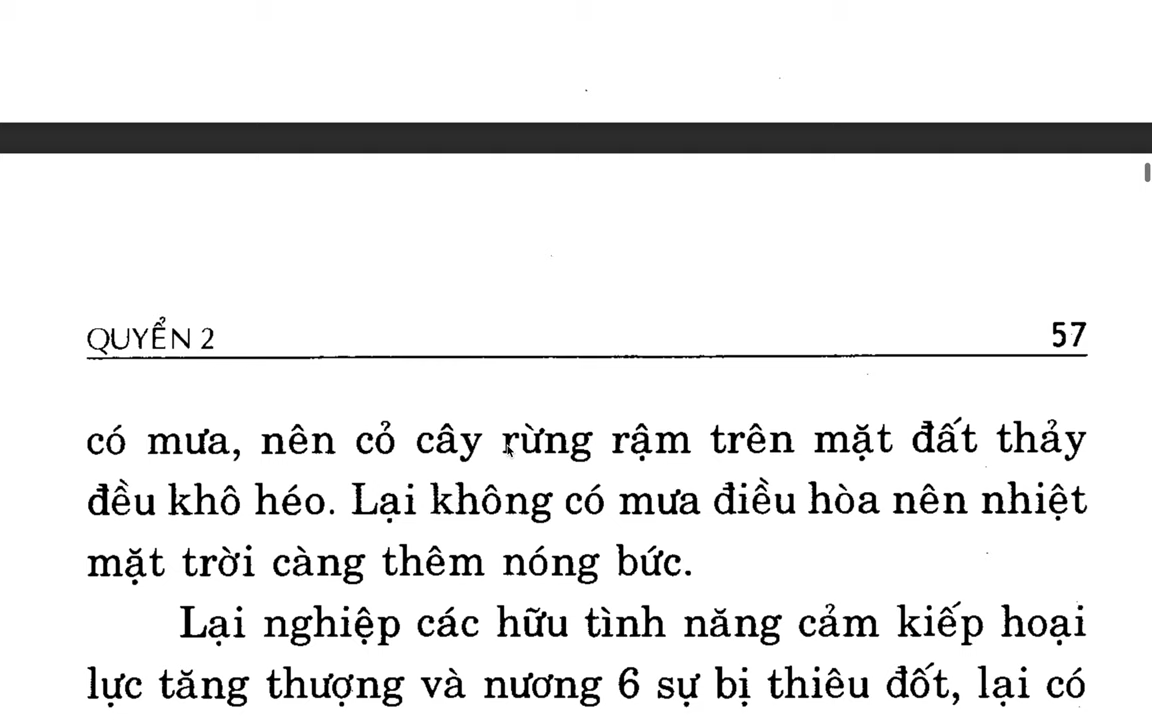 QUYỂN 2 57
có mưa, nên cỏ cây rừng rậm trên mặt đất thảy
đều khô héo. Lại không có mưa điều hòa nên nhiệt
mặt trời càng thêm nóng bức.
Lại nghiệp các hữu tình năng cảm kiếp hoại
lực tăng thượng và nương 6 sự bị thiêu đốt, lại có